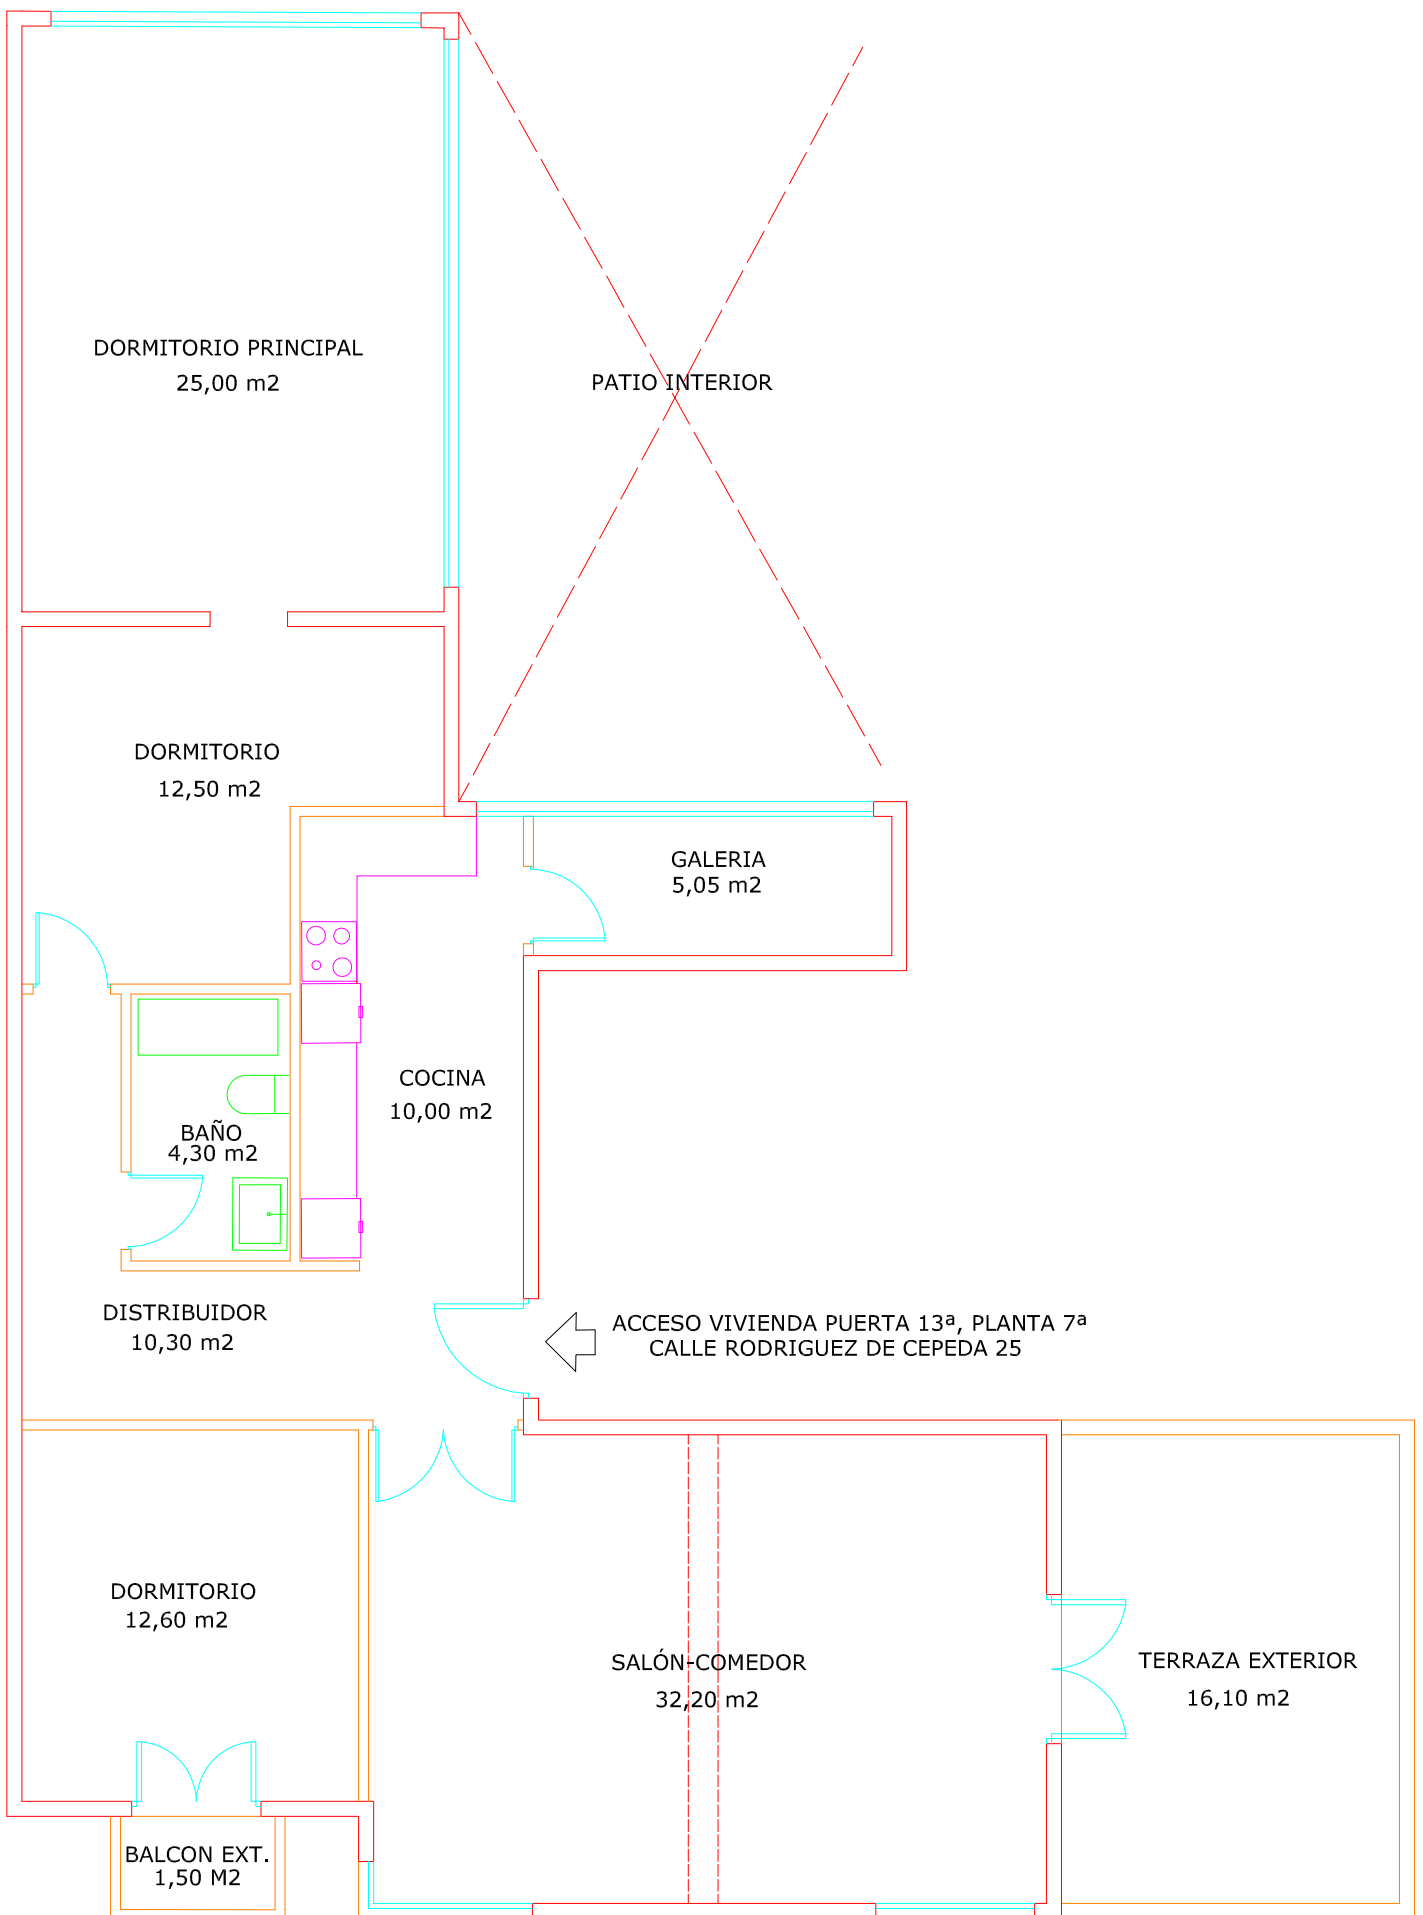 DORMITORIO PRINCIPAL
25,00 m2
PATIO INTERIOR
DORMITORIO
12,50 m2
GALERIA
5,05 m2
COCINA
10,00 m2
BAÑO
4,30 m2
DISTRIBUIDOR
10,30 m2
ACCESO VIVIENDA PUERTA 13ª, PLANTA 7ª
CALLE RODRIGUEZ DE CEPEDA 25
DORMITORIO
12,60 m2
SALÓN-COMEDOR
32,20 m2
TERRAZA EXTERIOR
16,10 m2
BALCON EXT.
1,50 M2